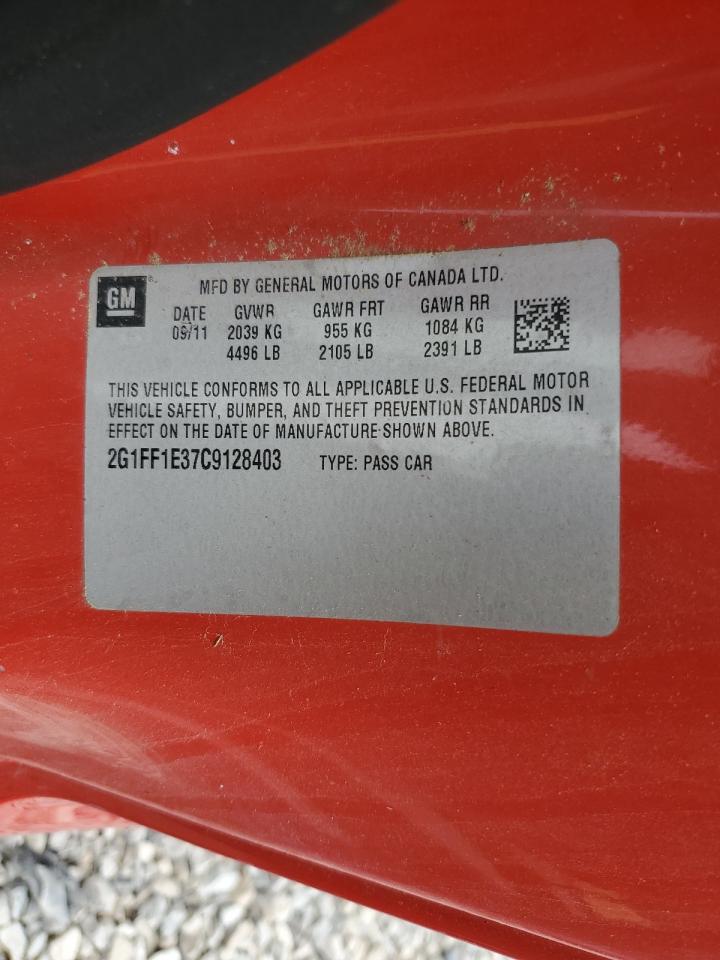 GM
MFD BY GENERAL MOTORS OF CANADA LTD.
DATE GVWR GAWR FRT GAWR RR
09/11 2039 KG 955 KG 1084 KG
4496 LB 2105 LB 2391 LB
THIS VEHICLE CONFORMS TO ALL APPLICABLE U.S. FEDERAL MOTOR
VEHICLE SAFETY, BUMPER, AND THEFT PREVENTION STANDARDS IN
EFFECT ON THE DATE OF MANUFACTURE SHOWN ABOVE.
2G1FF1E37C9128403 TYPE: PASS CAR